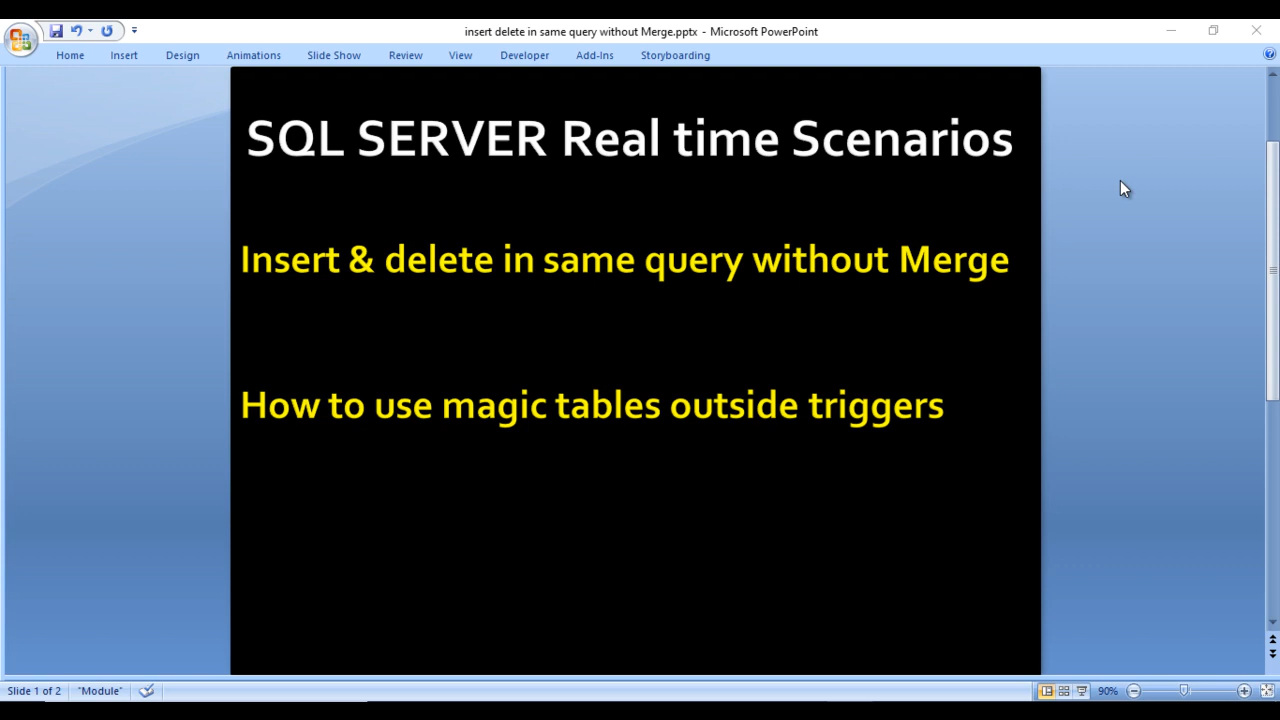 insert delete in same query without Merge.pptx - Microsoft PowerPoint
Home Insert Design Animations Slide Show Review View Developer Add-Ins Storyboarding
SQL SERVER Real time Scenarios
Insert & delete in same query without Merge
How to use magic tables outside triggers
Slide 1 of 2 "Module" 90%